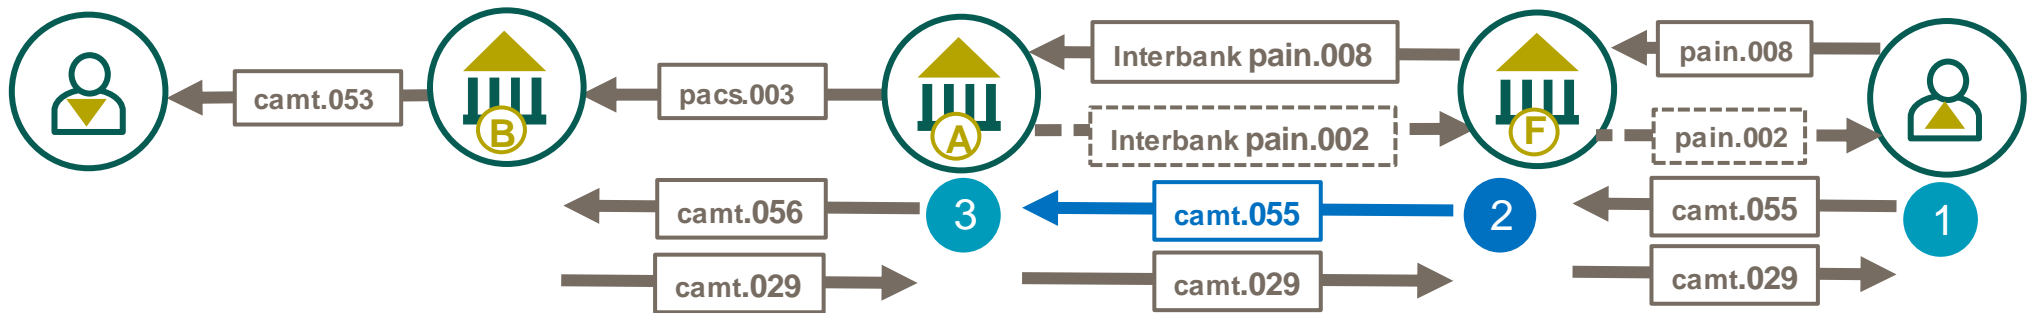 camt.053
B
pacs.003
A
Interbank pain.008
F
pain.008
Interbank pain.002
pain.002
camt.056
3
camt.055
2
camt.055
1
camt.029
camt.029
camt.029